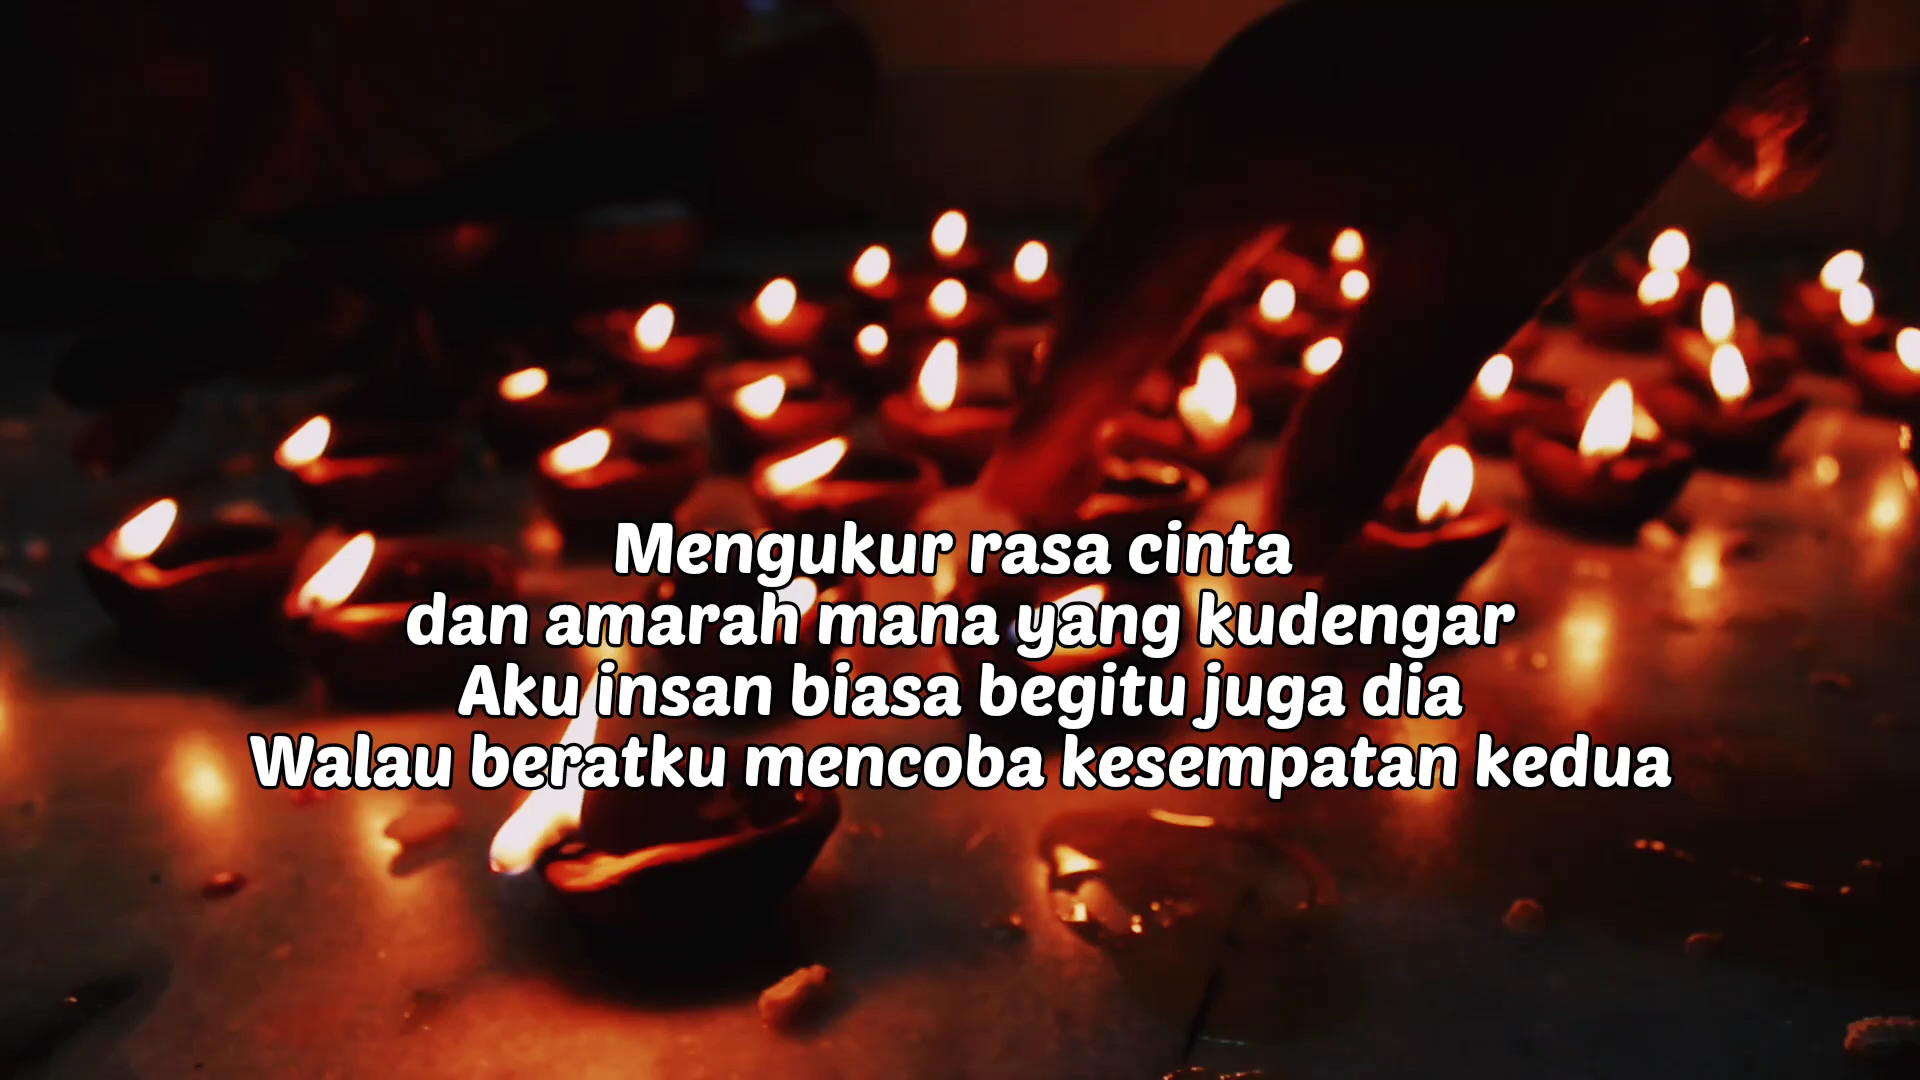 Mengukur rasa cinta
dan amarah mana yang kudengar
Aku insan biasa begitu juga dia
Walau beratku mencoba kesempatan kedua